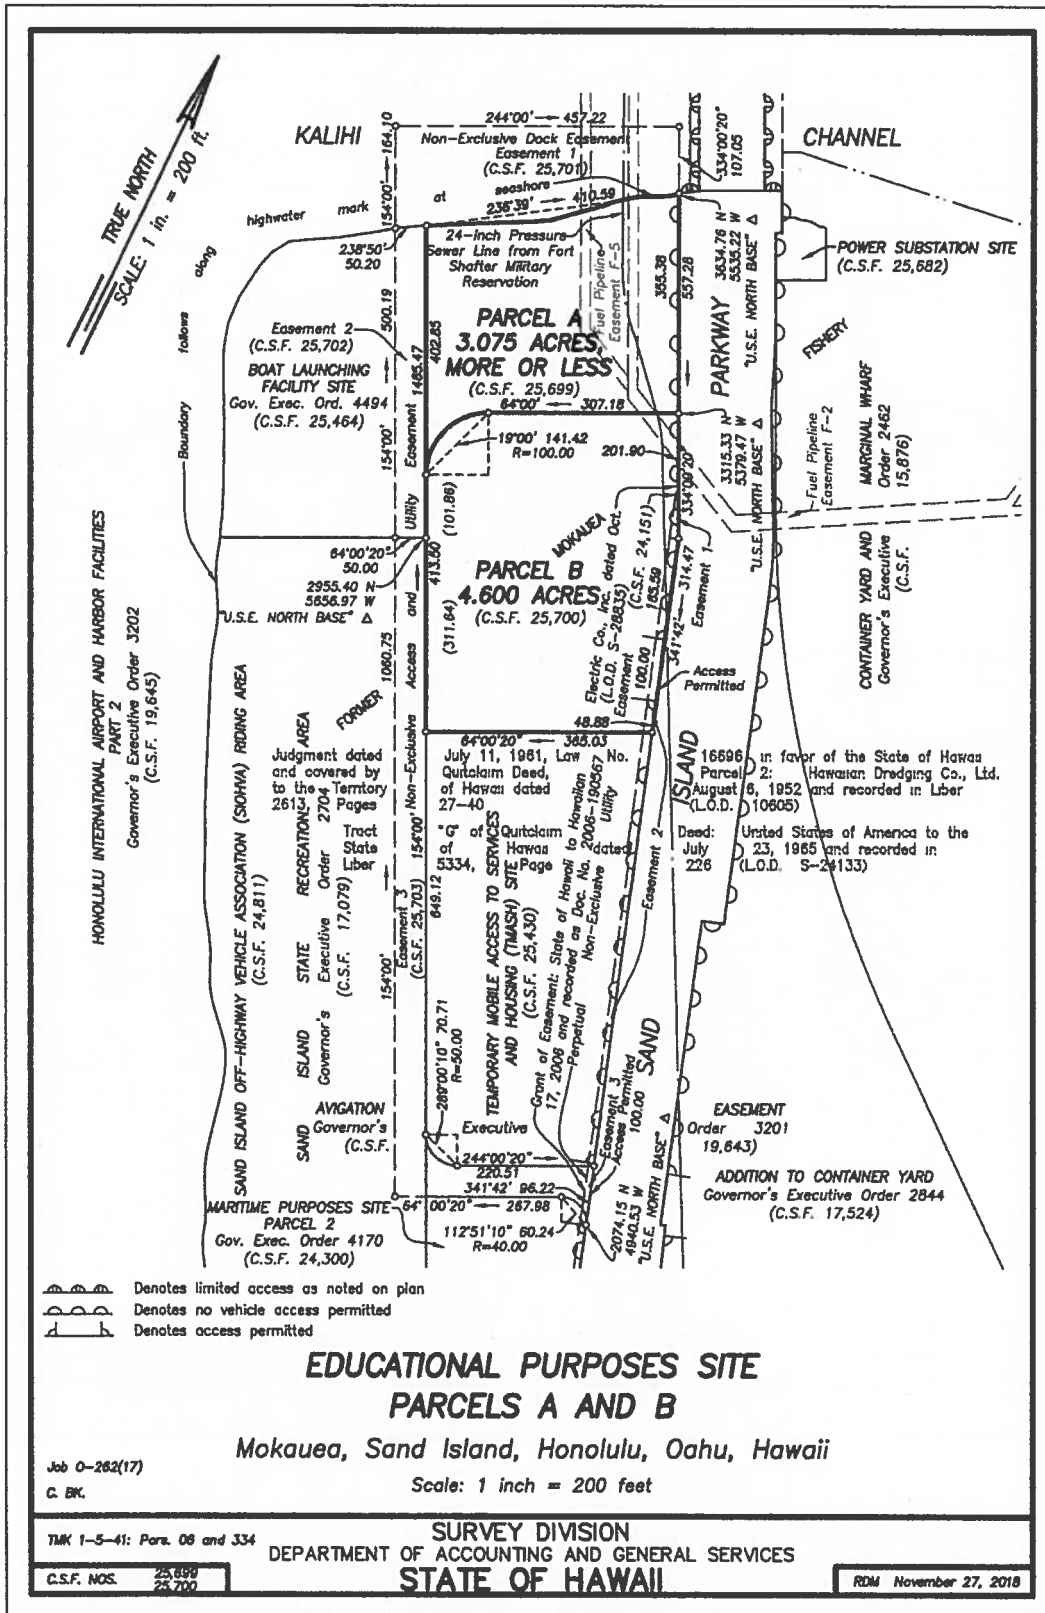 TRUE NORTH
SCALE: 1 in. = 200 ft.
KALIHI
CHANNEL
154°00' 164.10
244°00' 457.22
Non-Exclusive Dock Easement
Easement 1
(C.S.F. 25,701)
334°00'20"
107.05
highwater mark at seashore
236°39' 410.59
Boundary follows along
238°50'
50.20
24-Inch Pressure
Sewer Line from Fort
Shafter Military
Reservation
Fuel Pipeline
Easement F-5
355.38
557.28
3634.76 N
5535.22 W
"U.S.E. NORTH BASE" △
PARKWAY
POWER SUBSTATION SITE
(C.S.F. 25,682)
FISHERY
500.19
154°00'
Easement 2
(C.S.F. 25,702)
BOAT LAUNCHING
FACILITY SITE
Gov. Exec. Ord. 4494
(C.S.F. 25,464)
1485.47
402.85
PARCEL A
3.075 ACRES,
MORE OR LESS
(C.S.F. 25,699)
64°00' 307.18
19°00' 141.42
R=100.00
201.90
3315.33 N
5379.47 W
"U.S.E. NORTH BASE" △
Fuel Pipeline
Easement F-2
CONTAINER YARD AND MARGINAL WHARF
Governor's Executive Order 2462
(C.S.F. 15,876)
334°00'20"
(101.86)
413.50
(311.64)
64°00'20"
50.00
2955.40 N
5656.97 W
"U.S.E. NORTH BASE" △
MOKAUEA
PARCEL B
4.600 ACRES
(C.S.F. 25,700)
Electric Co., Inc. dated Oct.
(L.O.D. S-28835) (C.S.F. 24,151)
Easement 100.00 165.59
341°42' 314.47
Easement 1
Access
Permitted
48.88
64°00'20" 365.03
HONOLULU INTERNATIONAL AIRPORT AND HARBOR FACILITIES
PART 2
Governor's Executive Order 3202
(C.S.F. 19,645)
SAND ISLAND OFF-HIGHWAY VEHICLE ASSOCIATION (SIOHVA) RIDING AREA
(C.S.F. 24,811)
SAND ISLAND STATE RECREATION AREA
Governor's Executive Order 2704
(C.S.F. 17,079)
1060.75
154°00'
FORMER
Easement 3
(C.S.F. 25,703)
154°00' Non-Exclusive Access and Utility Easement
649.12
ISLAND
SAND
Judgment dated July 11, 1961, Law No. 16696 in favor of the State of Hawaii
and covered by Quitclaim Deed, Parcel 2: Hawaiian Dredging Co., Ltd.
to the Territory of Hawaii dated August 6, 1952 and recorded in Liber
2613, Pages 27-40 (L.O.D. 10605)
Tract "G" of Quitclaim Deed: United States of America to the
State of Hawaii dated July 23, 1965 and recorded in
Liber 5334, Page 226 (L.O.D. S-24133)
TEMPORARY MOBILE ACCESS TO SERVICES
AND HOUSING (TMASH) SITE
(C.S.F. 25,430)
Grant of Easement: State of Hawaii to Hawaiian
17, 2006 and recorded as Doc. No. 2006-190567
Perpetual Non-Exclusive Utility
Easement 2
289°00'10" 70.71
R=50.00
AVIGATION EASEMENT
Governor's Executive Order 3201
(C.S.F. 19,643)
244°00'20"
220.51
341°42' 96.22
64°00'20" 267.98
112°51'10" 60.24
R=40.00
Easement 3
Access Permitted
100.00
2074.15 N
4940.53 W
"U.S.E. NORTH BASE" △
ADDITION TO CONTAINER YARD
Governor's Executive Order 2844
(C.S.F. 17,524)
MARITIME PURPOSES SITE
PARCEL 2
Gov. Exec. Order 4170
(C.S.F. 24,300)
Denotes limited access as noted on plan
Denotes no vehicle access permitted
Denotes access permitted
EDUCATIONAL PURPOSES SITE
PARCELS A AND B
Mokauea, Sand Island, Honolulu, Oahu, Hawaii
Scale: 1 inch = 200 feet
Job O-262(17)
C. BK.
TMK 1-5-41: Pors. 06 and 334
SURVEY DIVISION
DEPARTMENT OF ACCOUNTING AND GENERAL SERVICES
STATE OF HAWAII
C.S.F. NOS. 25,699
25,700
RDM November 27, 2018